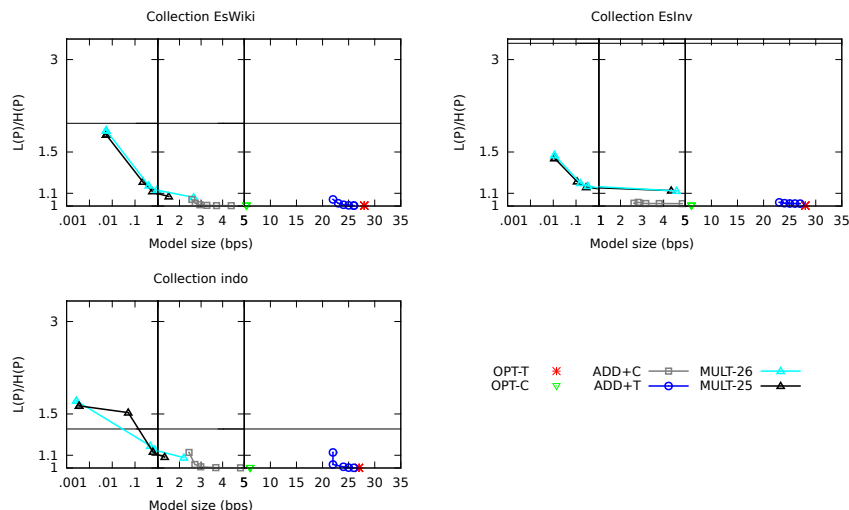 Collection EsWiki
L(P)/H(P)
3
1.5
1.1
1
.001 .01 .1 1 2 3 4 5 10 15 20 25 30 35
Model size (bps)
Collection EsInv
L(P)/H(P)
3
1.5
1.1
1
.001 .01 .1 1 2 3 4 5 10 15 20 25 30 35
Model size (bps)
Collection indo
L(P)/H(P)
3
1.5
1.1
1
.001 .01 .1 1 2 3 4 5 10 15 20 25 30 35
Model size (bps)
OPT-T ADD+C MULT-26
OPT-C ADD+T MULT-25